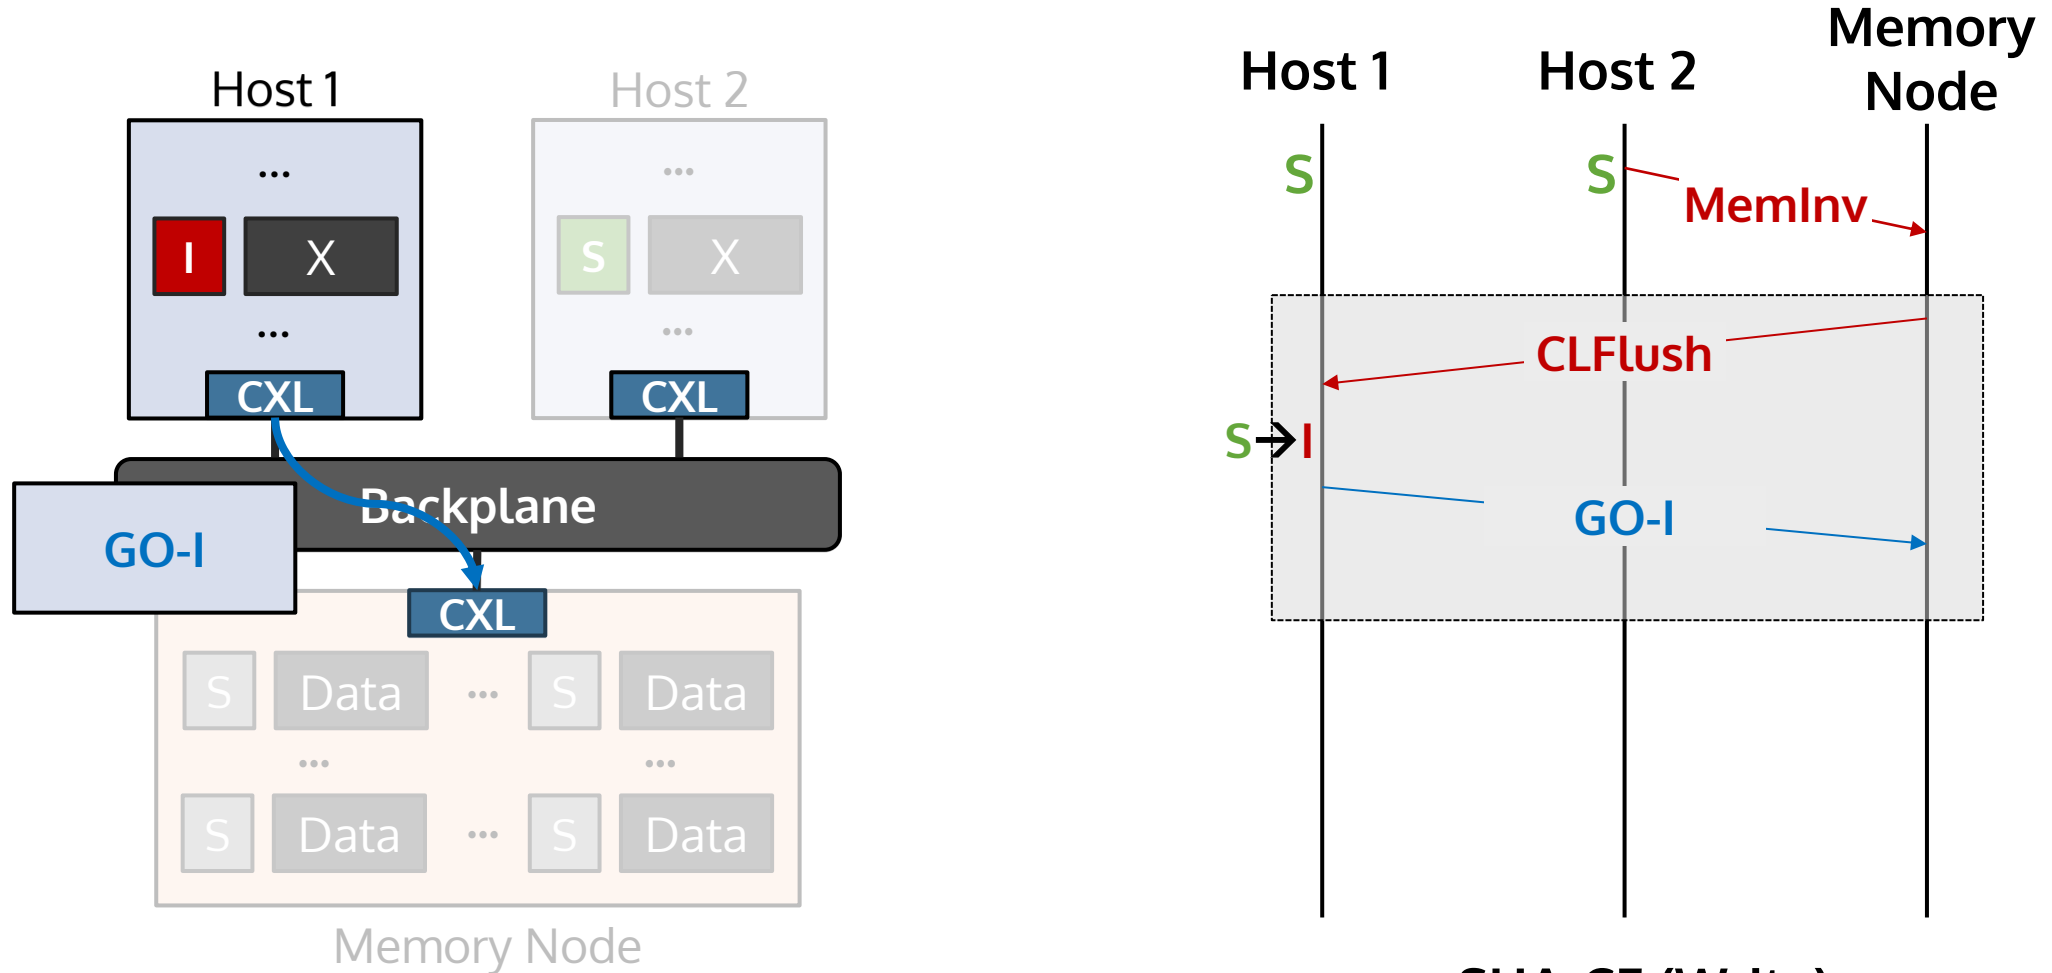 Host 1
Host 2
...
...
I
X
S
X
...
...
CXL
CXL
Backplane
GO-I
CXL
S
Data
...
S
Data
...
...
S
Data
...
S
Data
Memory Node
Host 1
Host 2
Memory
Node
S
S
MemInv
CLFlush
S→I
GO-I